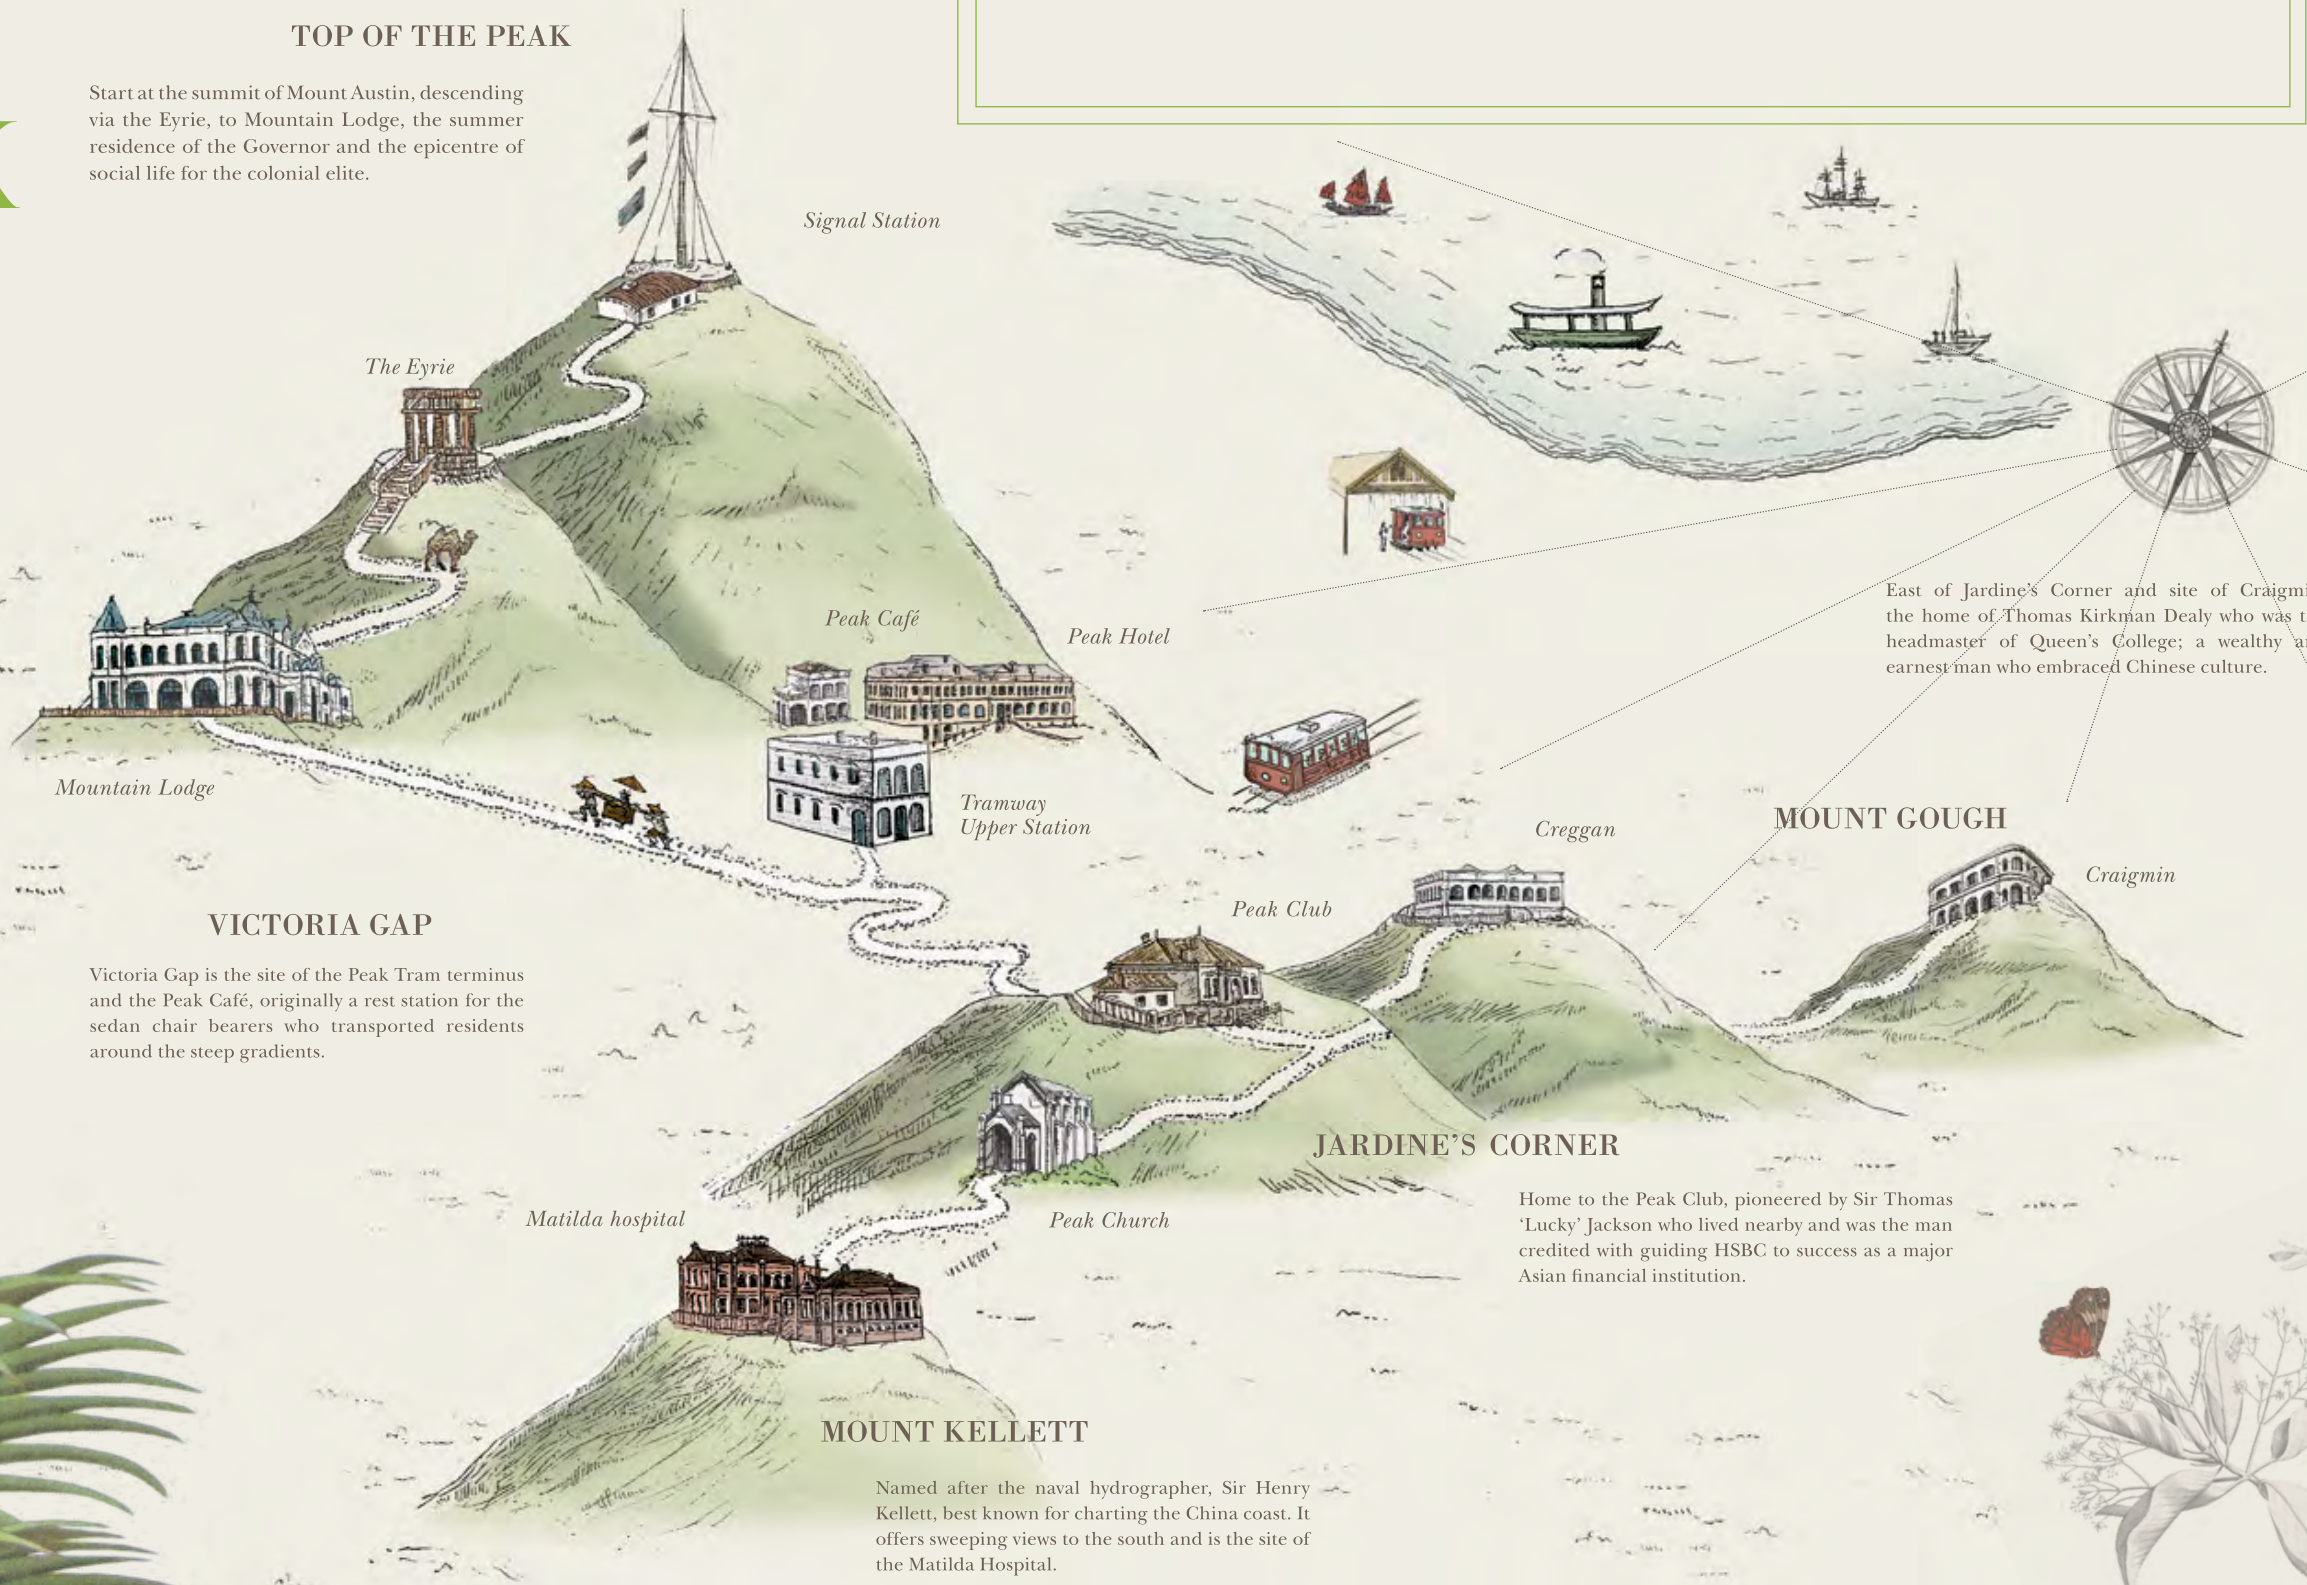 TOP OF THE PEAK
Start at the summit of Mount Austin, descending
via the Eyrie, to Mountain Lodge, the summer
residence of the Governor and the epicentre of
social life for the colonial elite.
Signal Station
The Eyrie
Peak Café
Peak Hotel
East of Jardine's Corner and site of
the home of Thomas Kirkman Dealy who was
headmaster of Queen's College; a wealthy
earnest man who embraced Chinese culture.
Mountain Lodge
Tramway
Upper Station
Creggan
MOUNT GOUGH
Craigmin
Peak Club
VICTORIA GAP
Victoria Gap is the site of the Peak Tram terminus
and the Peak Café, originally a rest station for the
sedan chair bearers who transported residents
around the steep gradients.
JARDINE'S CORNER
Home to the Peak Club, pioneered by Sir Thomas
‘Lucky’ Jackson who lived nearby and was the man
credited with guiding HSBC to success as a major
Asian financial institution.
Matilda hospital
Peak Church
MOUNT KELLETT
Named after the naval hydrographer, Sir Henry
Kellett, best known for charting the China coast. It
offers sweeping views to the south and is the site of
the Matilda Hospital.